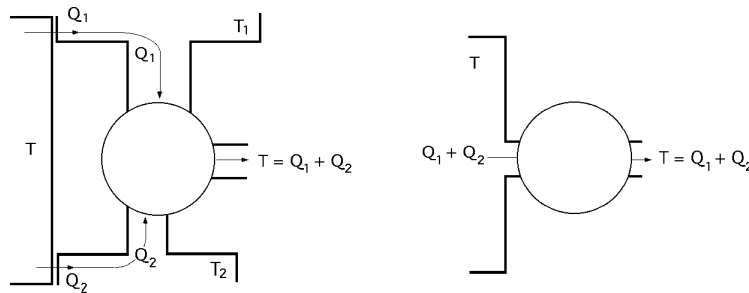 Q₁
T₁
Q₁
T
T = Q₁ + Q₂
Q₂
T₂
Q₂
T
Q₁ + Q₂
T = Q₁ + Q₂